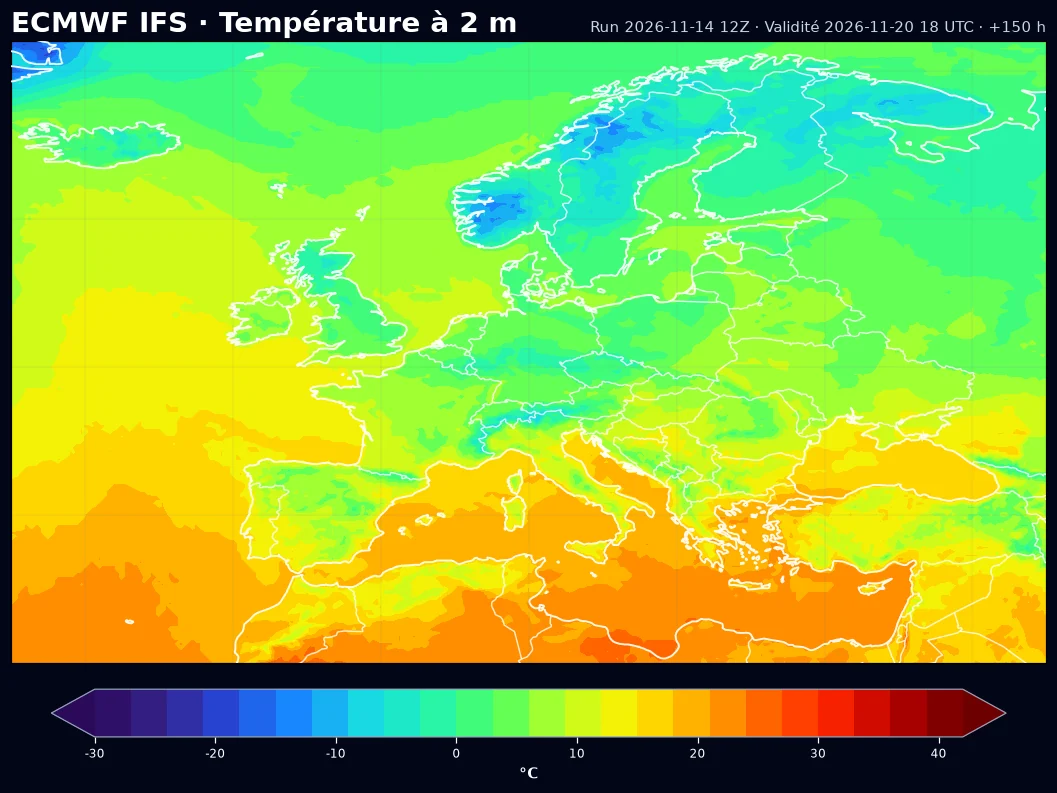 ECMWF IFS · Température à 2 m
Run 2026-11-14 12Z · Validité 2026-11-20 18 UTC · +150 h
-30 -20 -10 0 10 20 30 40
°C